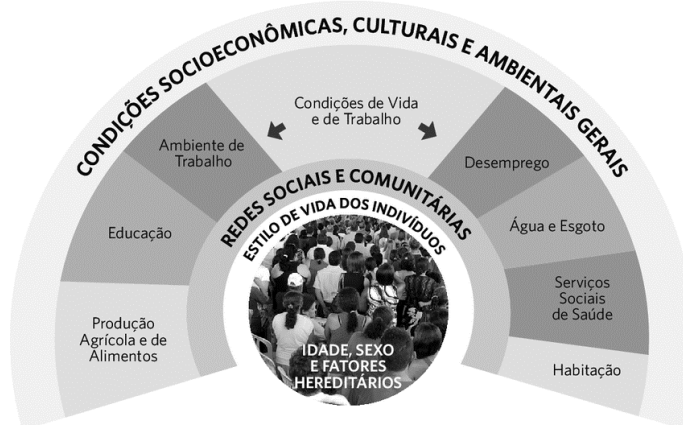 CONDIÇÕES SOCIOECONÔMICAS, CULTURAIS E AMBIENTAIS GERAIS
Condições de Vida
e de Trabalho
Ambiente de
Trabalho
Desemprego
REDES SOCIAIS E COMUNITÁRIAS
ESTILO DE VIDA DOS INDIVÍDUOS
Educação
Água e Esgoto
Produção
Agrícola e de
Alimentos
Serviços
Sociais
de Saúde
Habitação
IDADE, SEXO
E FATORES
HEREDITÁRIOS